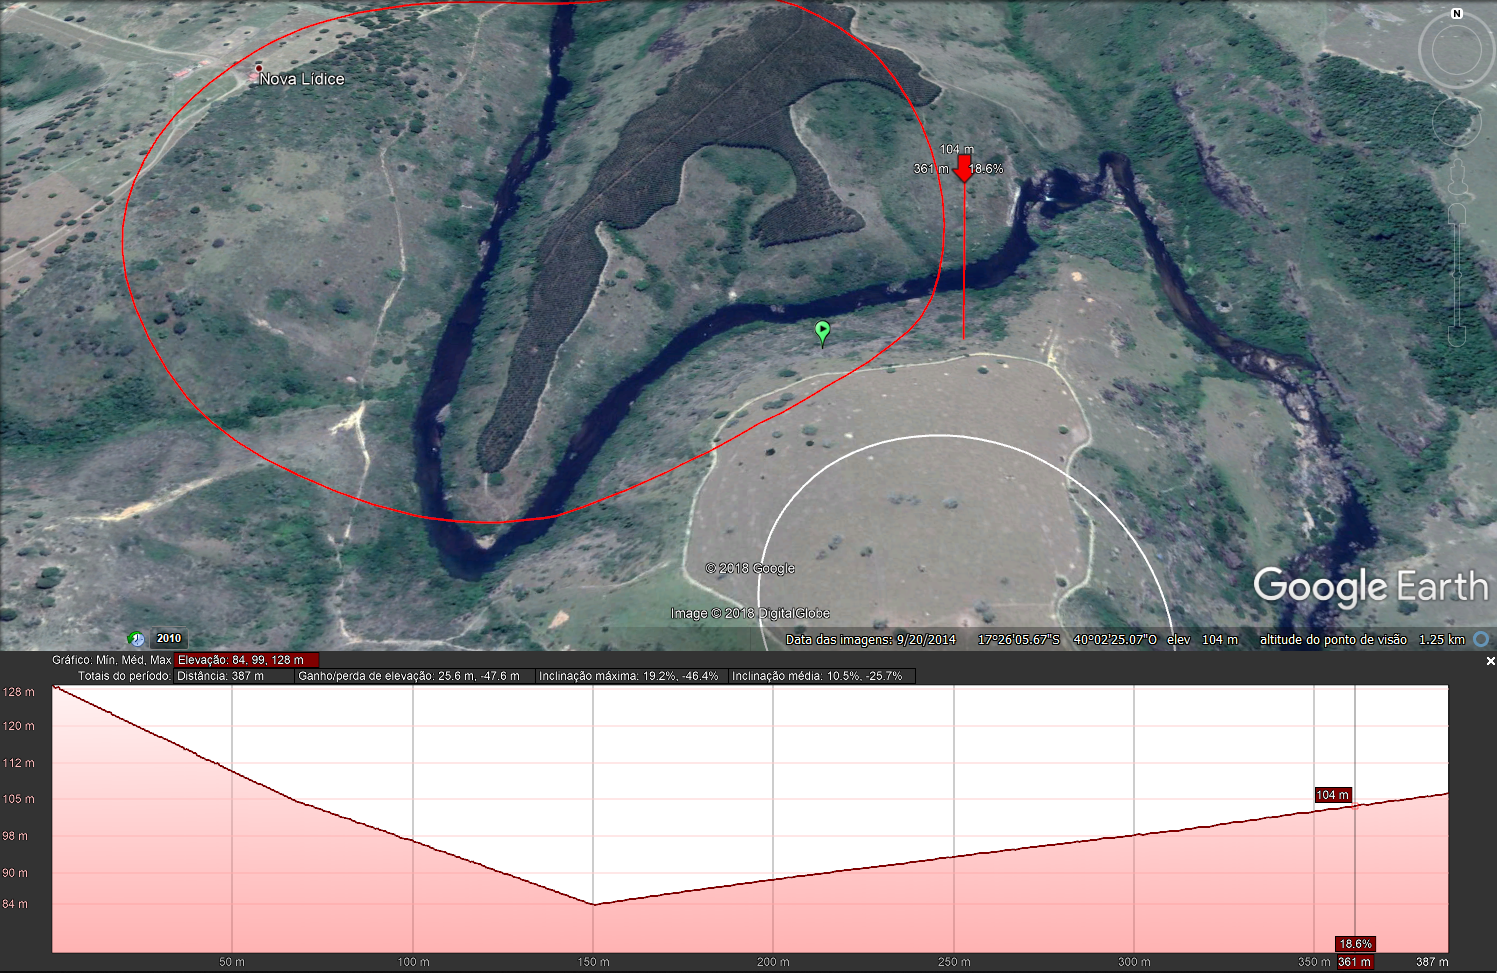 N
Nova Lídice
104 m
361 m 18.6%
© 2018 Google
Image © 2018 DigitalGlobe
Google Earth
2010
Data das imagens: 9/20/2014 17°26'05.67"S 40°02'25.07"O elev 104 m altitude do ponto de visão 1.25 km
Gráfico: Mín, Méd, Max Elevação: 84, 99, 128 m
Totais do período: Distância: 387 m Ganho/perda de elevação: 25.6 m, -47.6 m Inclinação máxima: 19.2%, -46.4% Inclinação média: 10.5%, -25.7%
128 m
120 m
112 m
105 m
98 m
90 m
84 m
104 m
18.6%
50 m 100 m 150 m 200 m 250 m 300 m 350 m 361 m 387 m